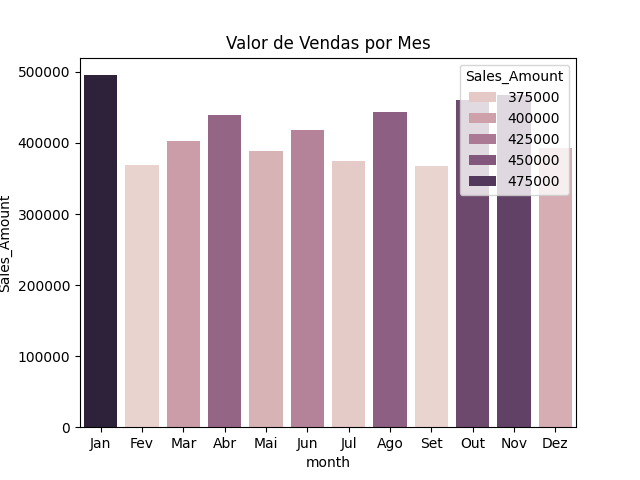 Valor de Vendas por Mes
Sales_Amount
375000
400000
425000
450000
475000
500000
400000
300000
200000
100000
0
Sales_Amount
Jan Fev Mar Abr Mai Jun Jul Ago Set Out Nov Dez
month